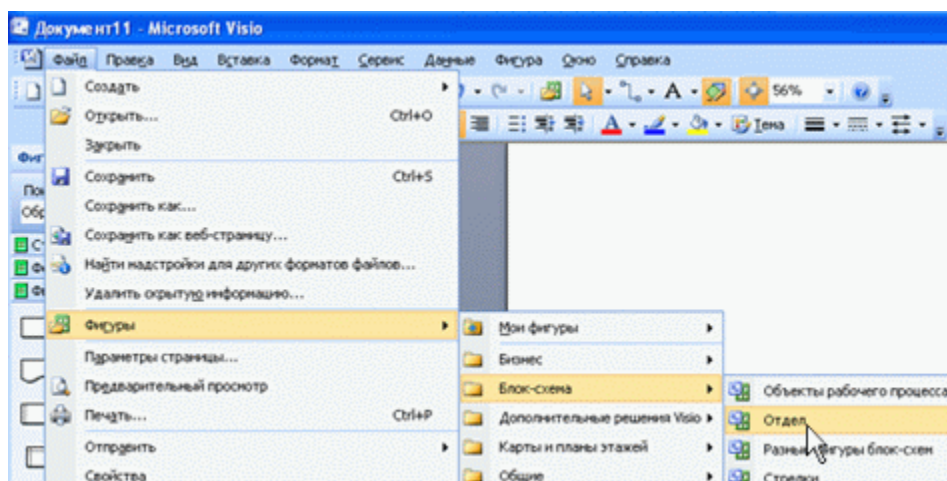 Документ11 - Microsoft Visio
Файл Правка Вид Вставка Формат Сервис Данные Фигура Окно Справка
Создать
56%
Открыть... Ctrl+O
Тема
Закрыть
Фиг
Сохранить Ctrl+S
Пои
Сохранить как...
Обр
Сохранить как веб-страницу...
С
Найти надстройки для других форматов файлов...
Ф
Удалить скрытую информацию...
Ф
Фигуры
Мои фигуры
Параметры страницы...
Бизнес
Предварительный просмотр
Блок-схема
Объекты рабочего процесса
Печать... Ctrl+P
Дополнительные решения Visio
Отдел
Отправить
Карты и планы этажей
Разные фигуры блок-схем
Свойства
Общие
Стрелки